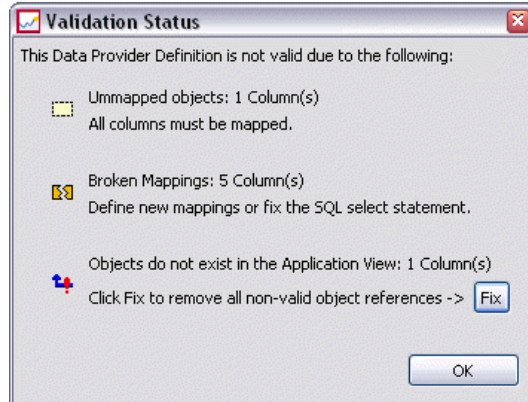 Validation Status
This Data Provider Definition is not valid due to the following:
Ummapped objects: 1 Column(s)
All columns must be mapped.
Broken Mappings: 5 Column(s)
Define new mappings or fix the SQL select statement.
Objects do not exist in the Application View: 1 Column(s)
Click Fix to remove all non-valid object references -> Fix
OK